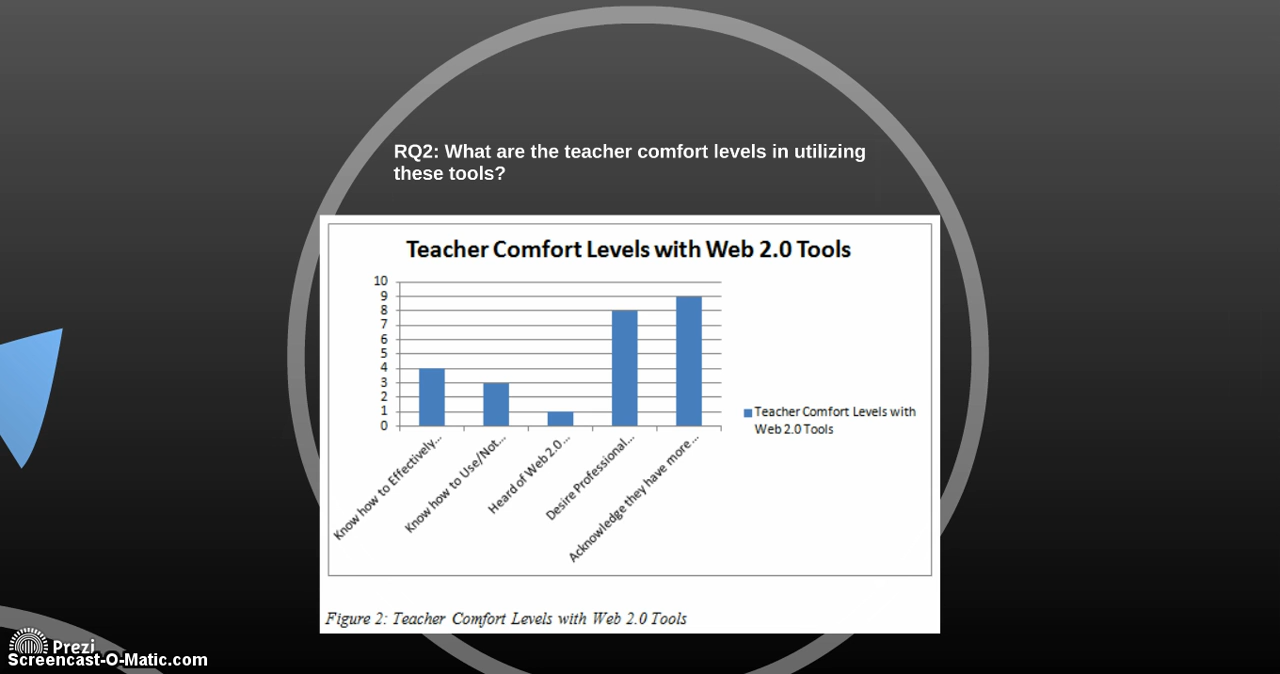 RQ2: What are the teacher comfort levels in utilizing
these tools?
Teacher Comfort Levels with Web 2.0 Tools
10
9
8
7
6
5
4
3
2
1
0
Know how to Effectively...
Know how to Use/Not...
Heard of Web 2.0...
Desire Professional...
Acknowledge they have more...
Teacher Comfort Levels with
Web 2.0 Tools
Figure 2: Teacher Comfort Levels with Web 2.0 Tools
Prezi
Screencast-O-Matic.com